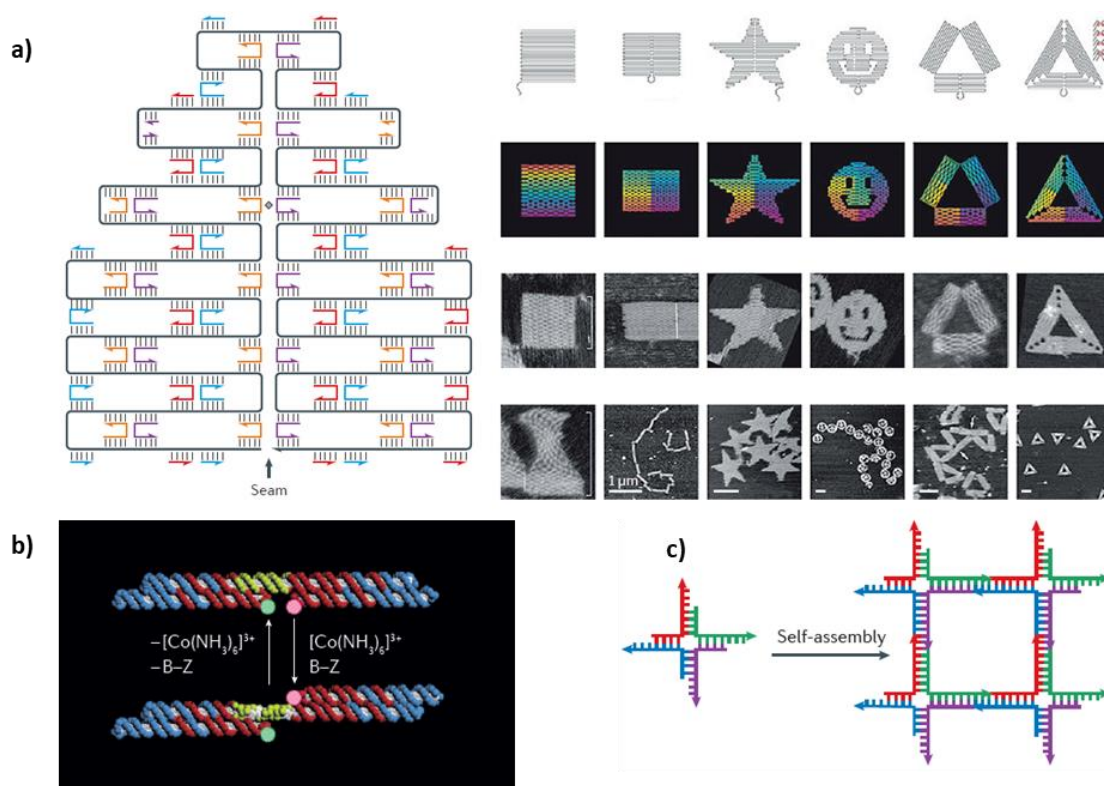 a)
Seam
1 μm
b)
–[Co(NH₃)₆]³⁺
–B–Z
[Co(NH₃)₆]³⁺
B–Z
c)
Self-assembly